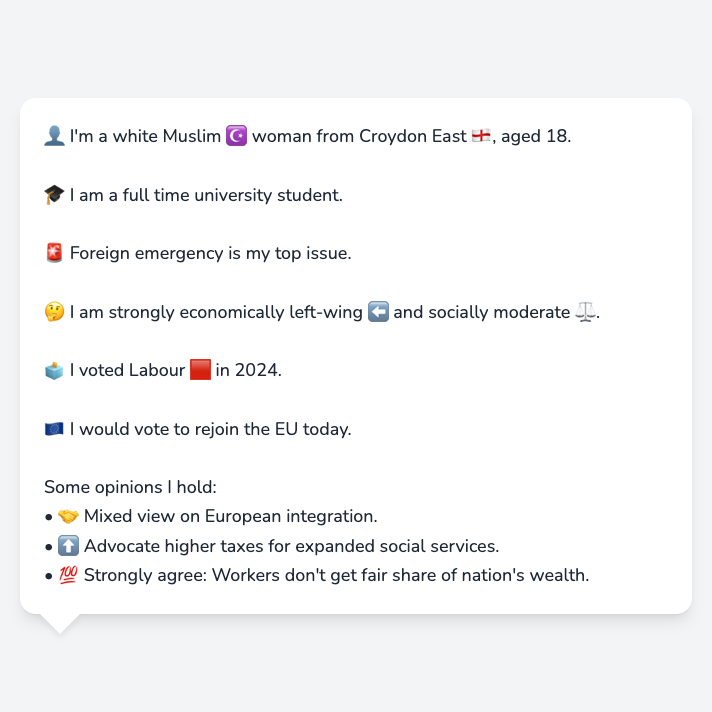 👤 I'm a white Muslim ☪️ woman from Croydon East 🏴󠁧󠁢󠁥󠁮󠁧󠁿, aged 18.
🎓 I am a full time university student.
🚨 Foreign emergency is my top issue.
🤔 I am strongly economically left-wing ⬅️ and socially moderate ⚖️.
🗳️ I voted Labour 🟥 in 2024.
🇪🇺 I would vote to rejoin the EU today.
Some opinions I hold:
• 🤝 Mixed view on European integration.
• ⬆️ Advocate higher taxes for expanded social services.
• 💯 Strongly agree: Workers don't get fair share of nation's wealth.